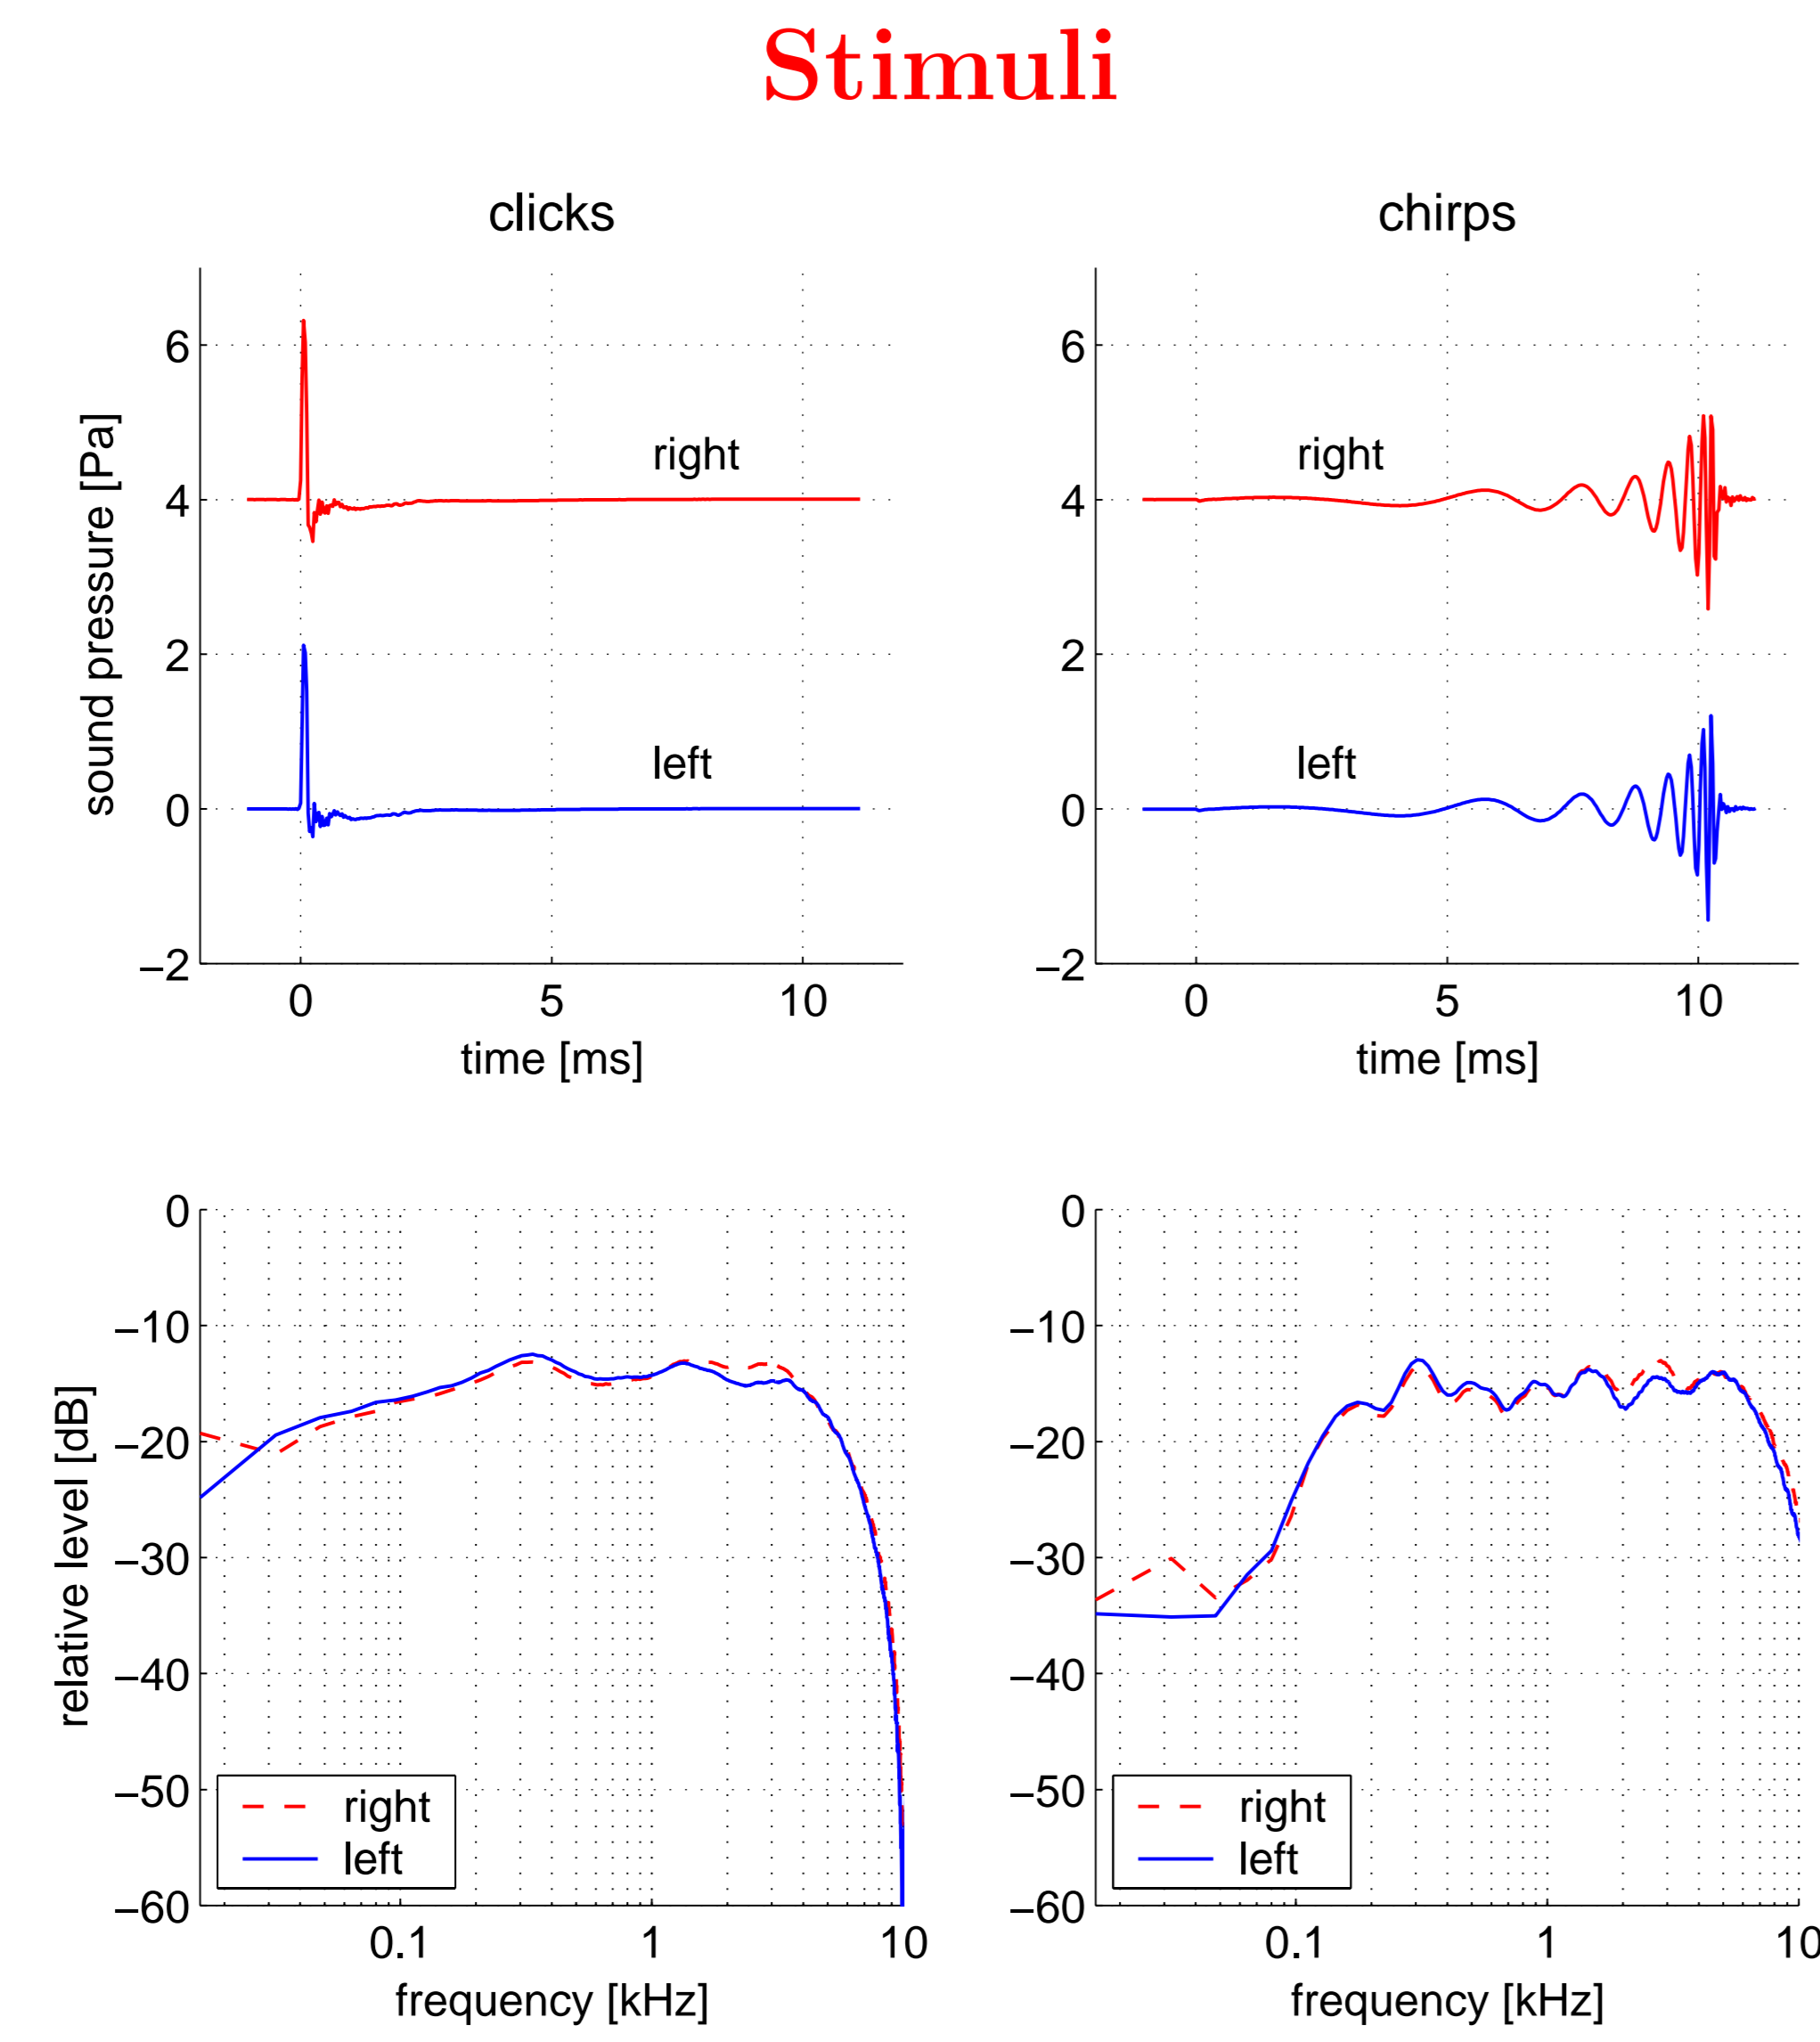 Stimuli
clicks
chirps
sound pressure [Pa]
6
4
2
0
−2
right
left
0 5 10
time [ms]
6
4
2
0
−2
right
left
0 5 10
time [ms]
relative level [dB]
0
−10
−20
−30
−40
−50
−60
right
left
0.1 1 10
frequency [kHz]
0
−10
−20
−30
−40
−50
−60
right
left
0.1 1 10
frequency [kHz]